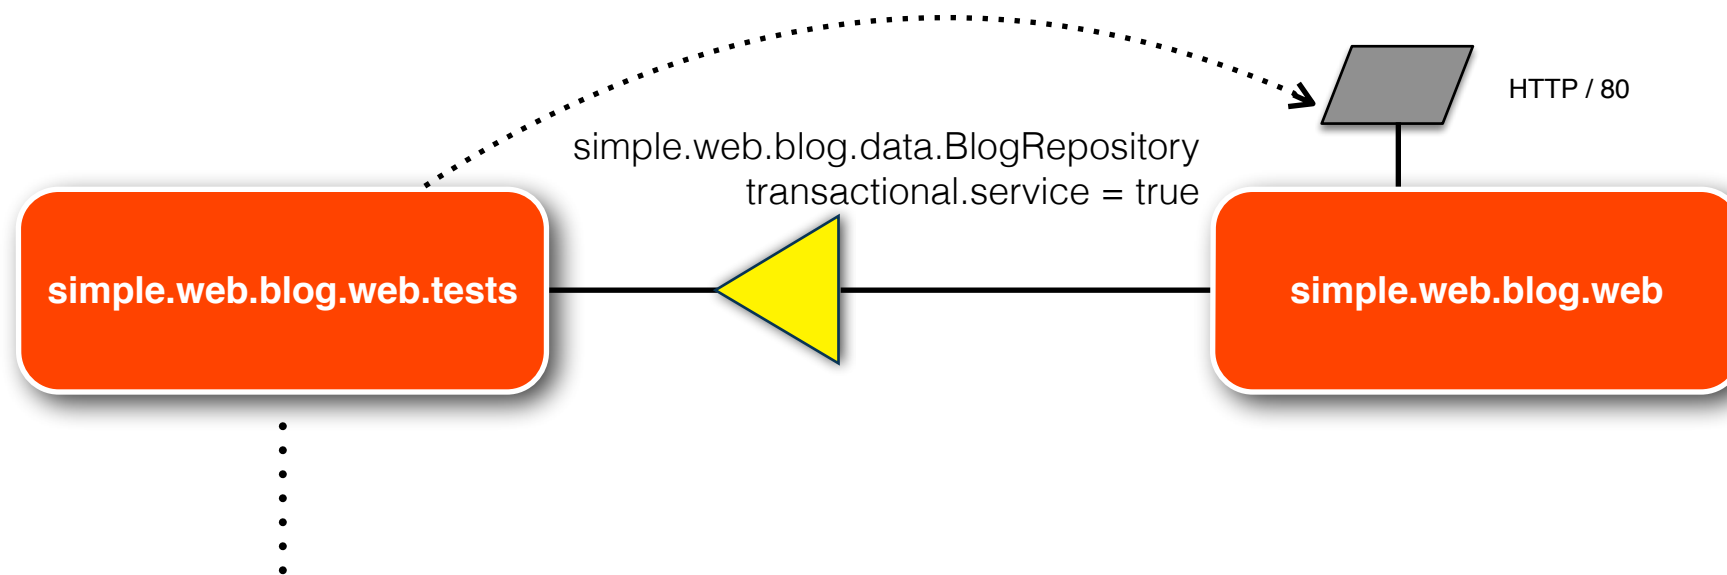 HTTP / 80
simple.web.blog.data.BlogRepository
transactional.service = true
simple.web.blog.web.tests
simple.web.blog.web